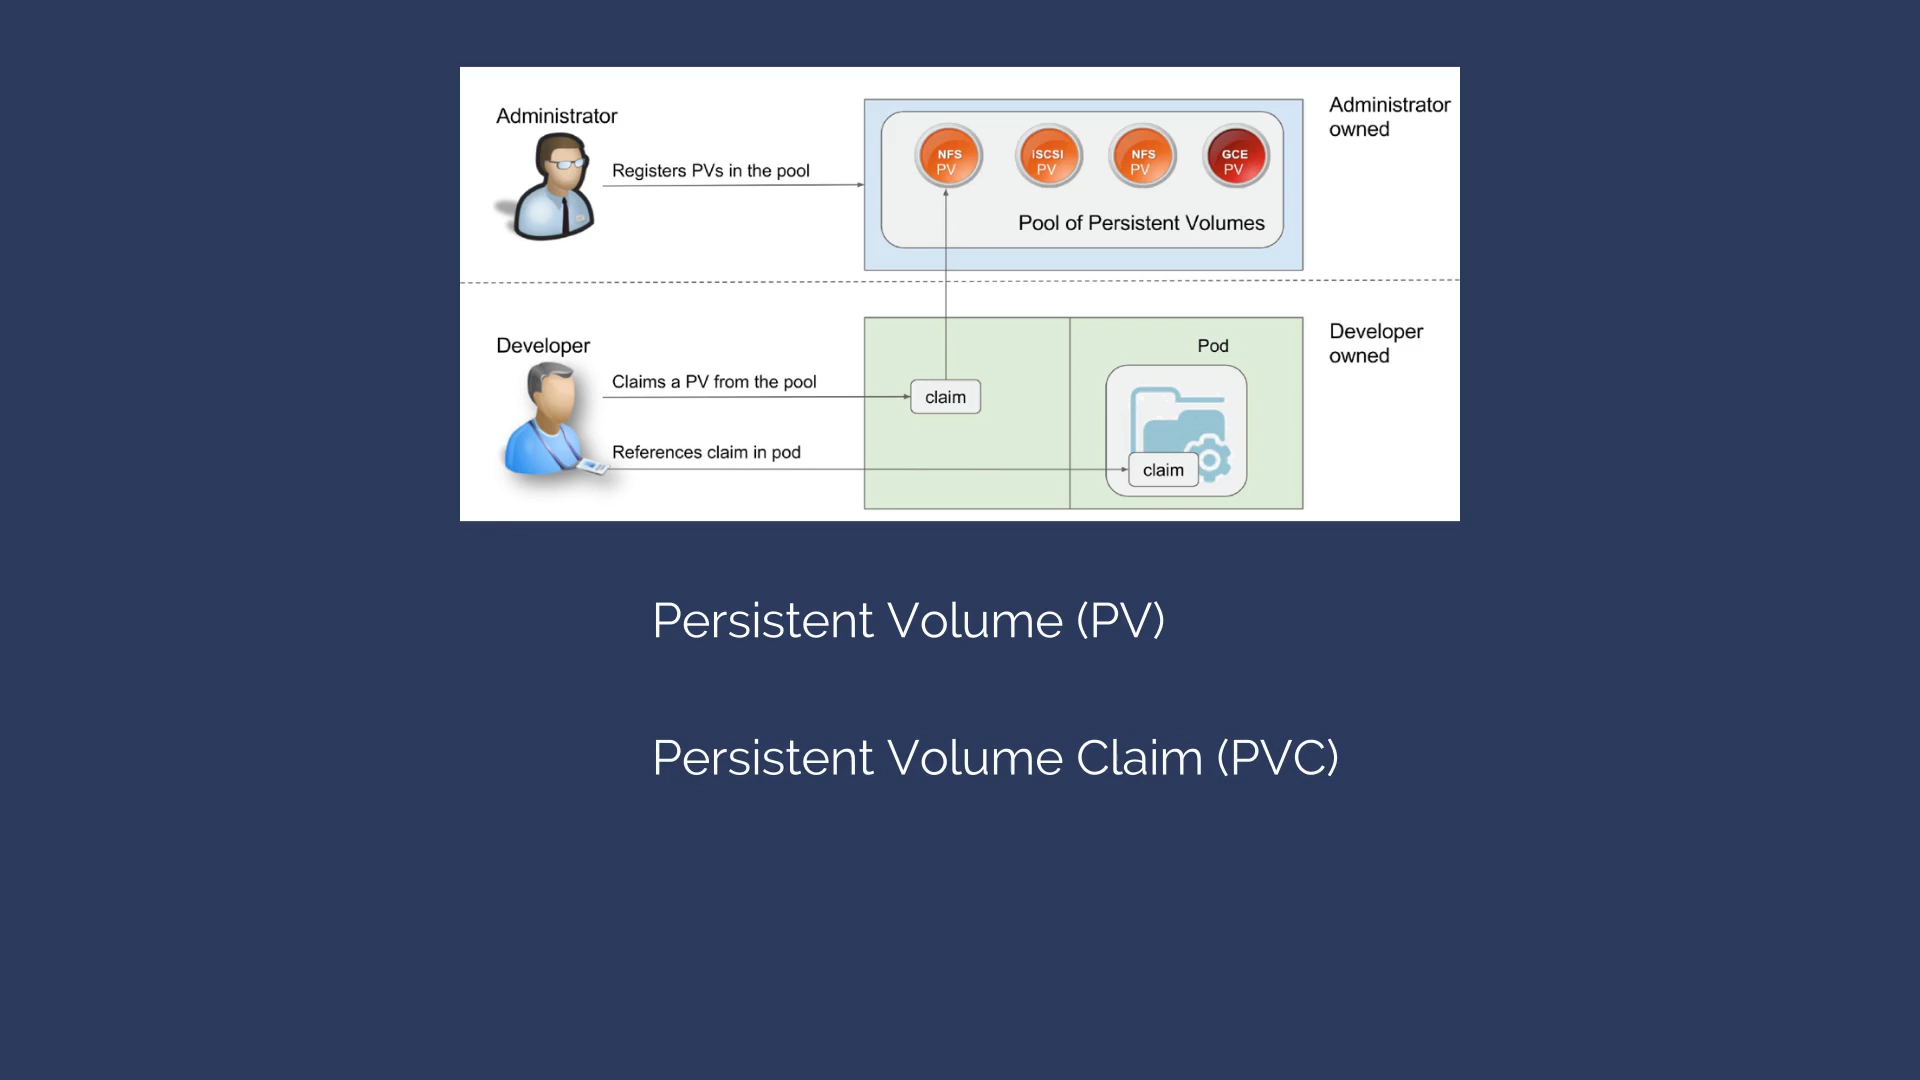 Administrator
Registers PVs in the pool
NFS
PV
iSCSI
PV
NFS
PV
GCE
PV
Pool of Persistent Volumes
Administrator
owned
Developer
Claims a PV from the pool
References claim in pod
claim
Pod
claim
Developer
owned
Persistent Volume (PV)
Persistent Volume Claim (PVC)